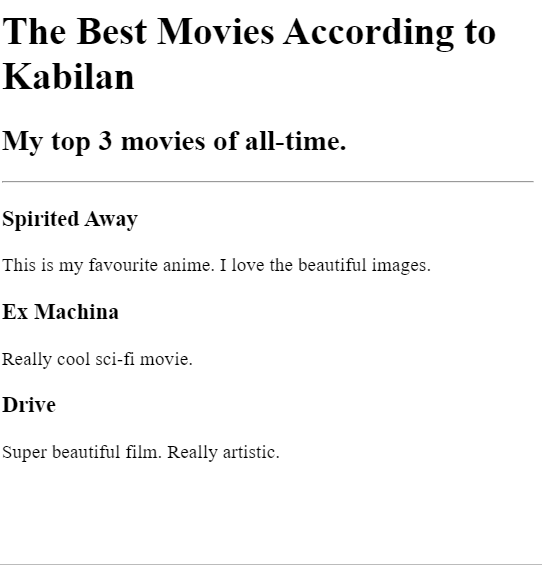 The Best Movies According to
Kabilan
My top 3 movies of all-time.
Spirited Away
This is my favourite anime. I love the beautiful images.
Ex Machina
Really cool sci-fi movie.
Drive
Super beautiful film. Really artistic.